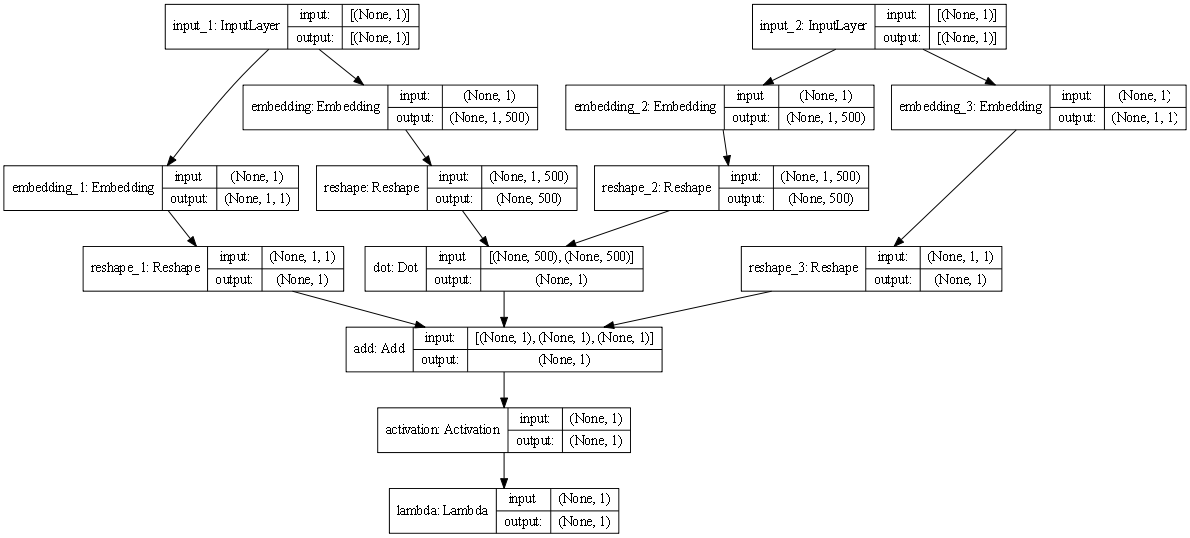 input_1: InputLayer input: [(None, 1)]
output: [(None, 1)]
input_2: InputLayer input: [(None, 1)]
output: [(None, 1)]
embedding: Embedding input: (None, 1)
output: (None, 1, 500)
embedding_2: Embedding input (None, 1)
output: (None, 1, 500)
embedding_3: Embedding input: (None, 1)
output: (None, 1, 1)
embedding_1: Embedding input (None, 1)
output: (None, 1, 1)
reshape: Reshape input: (None, 1, 500)
output: (None, 500)
reshape_2: Reshape input: (None, 1, 500)
output: (None, 500)
reshape_1: Reshape input: (None, 1, 1)
output: (None, 1)
dot: Dot input [(None, 500), (None, 500)]
output: (None, 1)
reshape_3: Reshape input: (None, 1, 1)
output: (None, 1)
add: Add input: [(None, 1), (None, 1), (None, 1)]
output: (None, 1)
activation: Activation input: (None, 1)
output: (None, 1)
lambda: Lambda input (None, 1)
output: (None, 1)